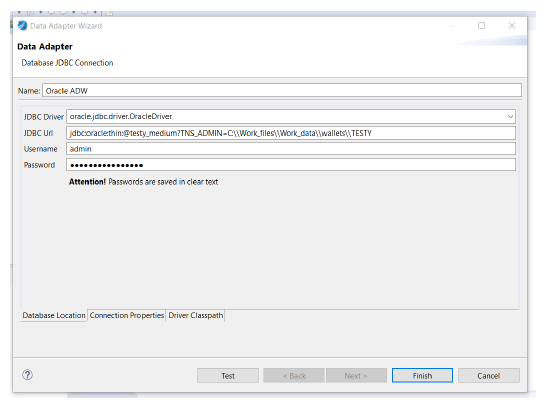 Data Adapter Wizard
Data Adapter
Database JDBC Connection
Name: Oracle ADW
JDBC Driver oracle.jdbc.driver.OracleDriver
JDBC Url jdbc:oracle:thin:@testy_medium?TNS_ADMIN=C:\\Work_files\\Work_data\\wallets\\TESTY
Username admin
Password ●●●●●●●●●●●●●●●●
Attention! Passwords are saved in clear text
Database Location Connection Properties Driver Classpath
Test < Back Next > Finish Cancel